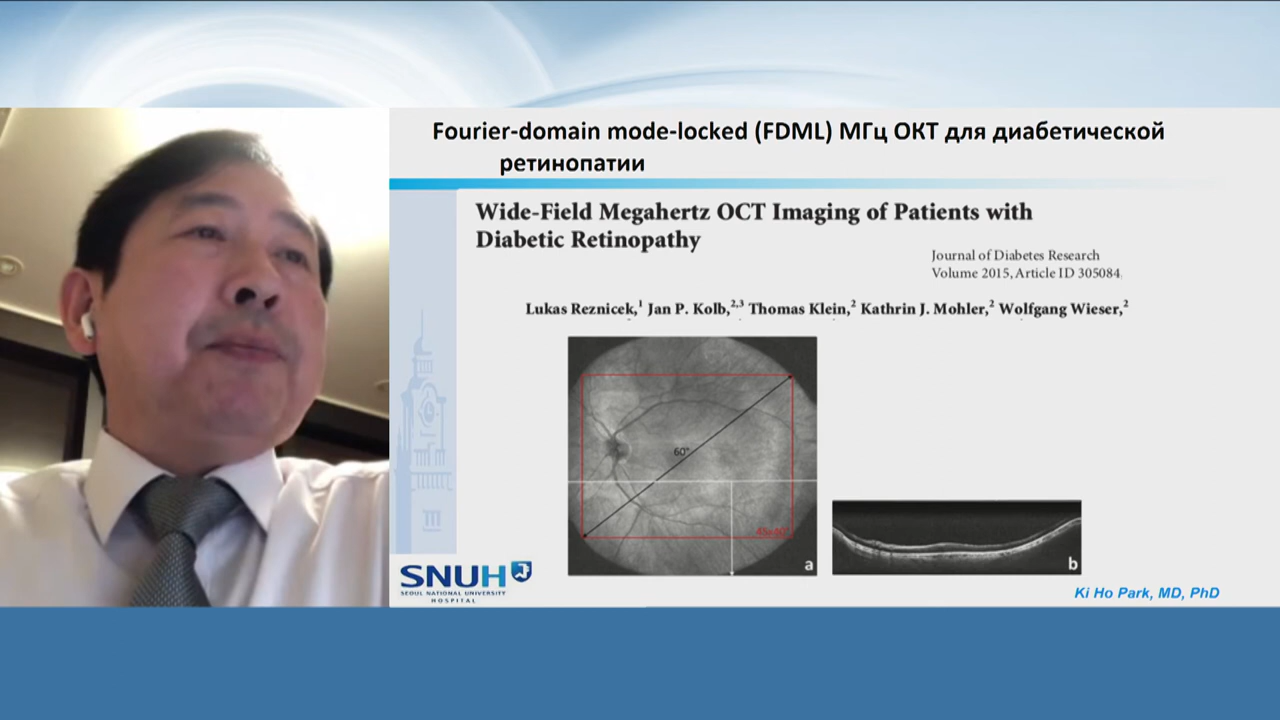 Fourier-domain mode-locked (FDML) МГц ОКТ для диабетической
ретинопатии
Wide-Field Megahertz OCT Imaging of Patients with
Diabetic Retinopathy
Journal of Diabetes Research
Volume 2015, Article ID 305084,
Lukas Reznicek,1 Jan P. Kolb,2,3 Thomas Klein,2 Kathrin J. Mohler,2 Wolfgang Wieser,2
60°
a
b
SNUH
SEOUL NATIONAL UNIVERSITY
HOSPITAL
Ki Ho Park, MD, PhD